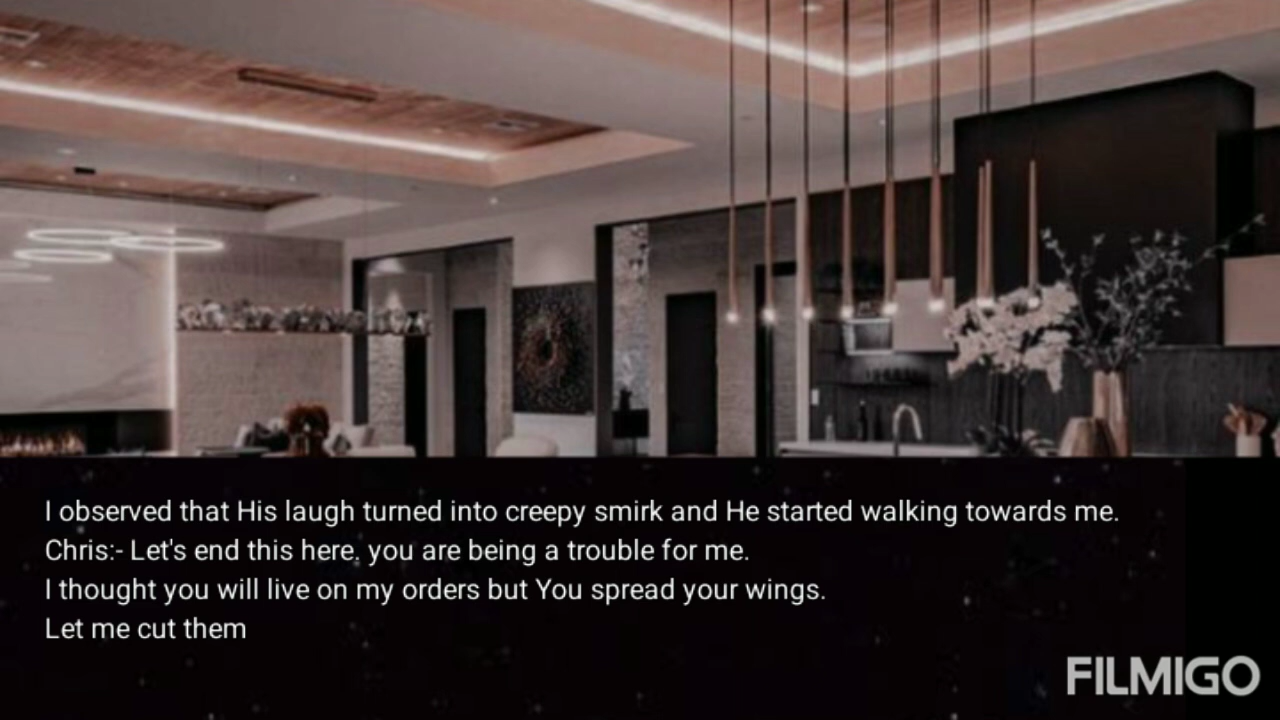 I observed that His laugh turned into creepy smirk and He started walking towards me.
Chris:- Let's end this here. you are being a trouble for me.
I thought you will live on my orders but You spread your wings.
Let me cut them
FILMIGO